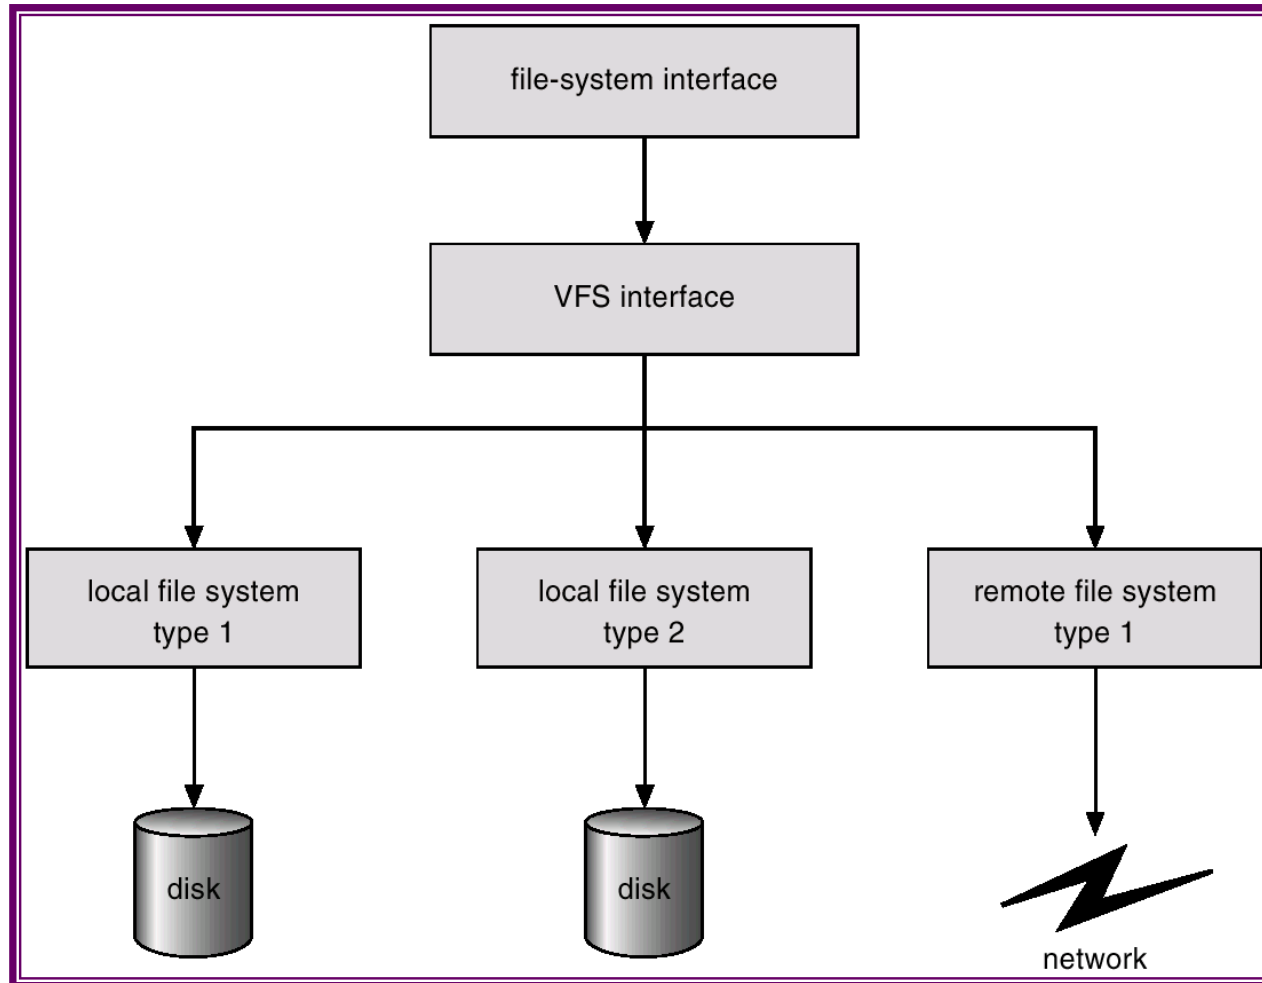 file-system interface
VFS interface
local file system
type 1
local file system
type 2
remote file system
type 1
disk
disk
network